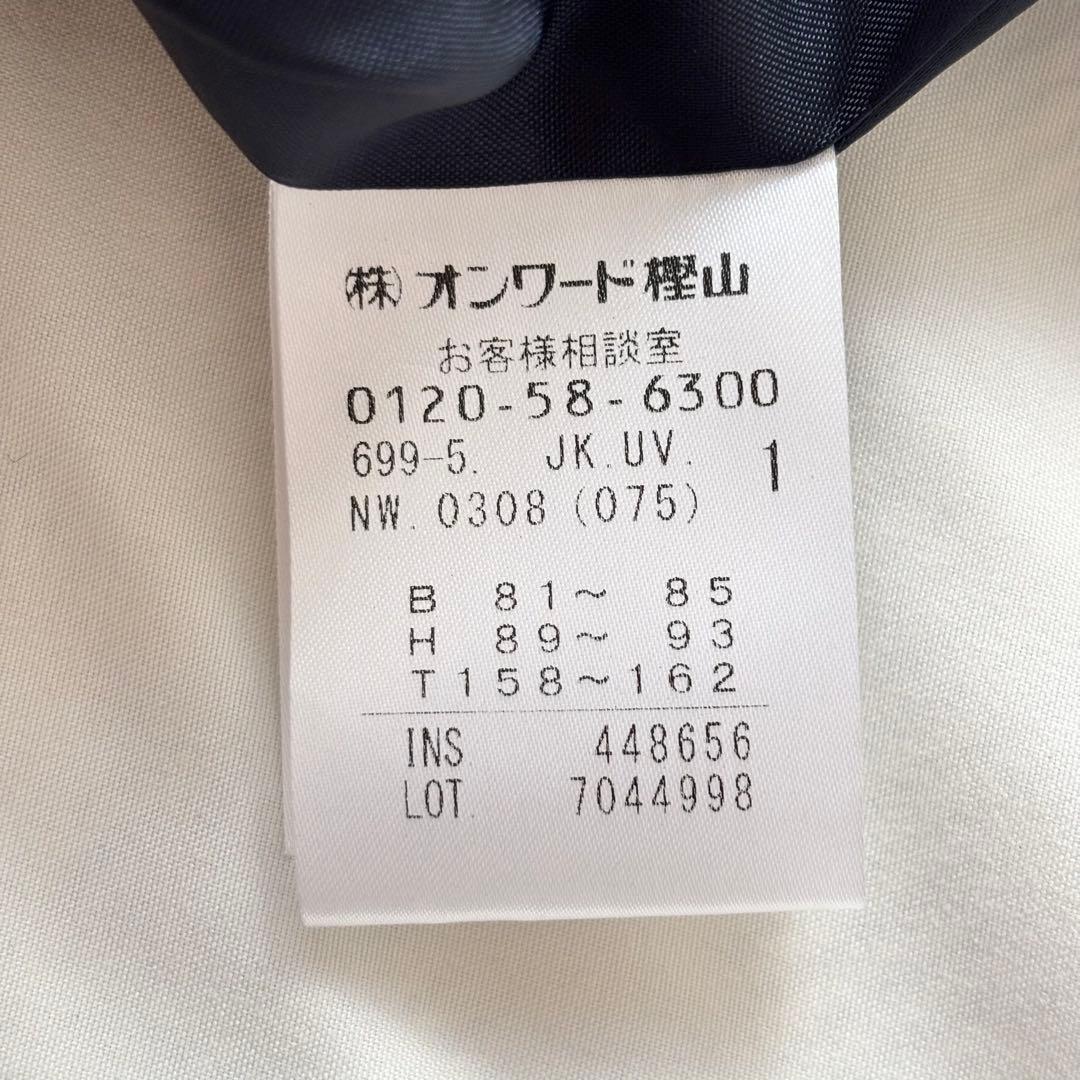 ㈱オンワード樫山
お客様相談室
0120-58-6300
699-5. JK.UV. 1
NW. 0308 (075)
B 81～ 85
H 89～ 93
T158～162
INS 448656
LOT. 7044998